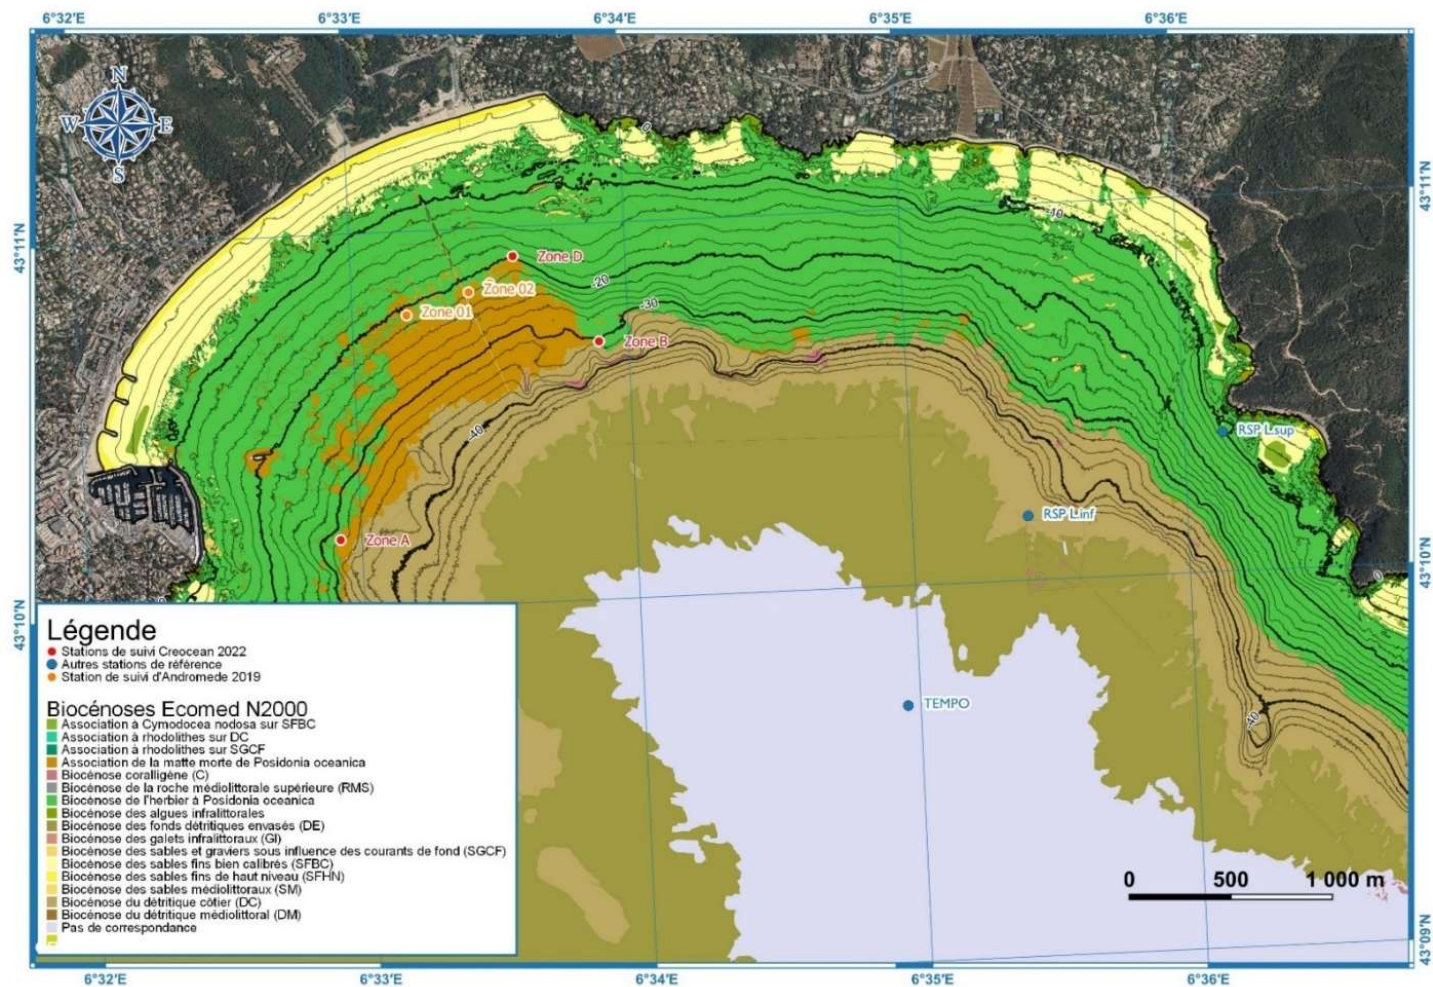 6°32'E 6°33'E 6°34'E 6°35'E 6°36'E
N
W E
S
0
43°11'N
43°11'N
-10
Zone D
Zone 02
-20
-30
Zone 01
Zone B
-40
RSP L.sup
RSP L.inf
Zone A
0
43°10'N
43°10'N
TEMPO
-40
Légende
Stations de suivi Creocean 2022
Autres stations de référence
Station de suivi d'Andromede 2019
Biocénoses Ecomed N2000
Association à Cymodocea nodosa sur SFBC
Association à rhodolithes sur DC
Association à rhodolithes sur SGCF
Association de la matte morte de Posidonia oceanica
Biocénose coralligène (C)
Biocénose de la roche médiolittorale supérieure (RMS)
Biocénose de l'herbier à Posidonia oceanica
Biocénose des algues infralittorales
Biocénose des fonds détritiques envasés (DE)
Biocénose des galets infralittoraux (GI)
Biocénose des sables et graviers sous influence des courants de fond (SGCF)
Biocénose des sables fins bien calibrés (SFBC)
Biocénose des sables fins de haut niveau (SFHN)
Biocénose des sables médiolittoraux (SM)
Biocénose du détritique côtier (DC)
Biocénose du détritique médiolittoral (DM)
Pas de correspondance
0 500 1 000 m
43°09'N
6°32'E 6°33'E 6°34'E 6°35'E 6°36'E